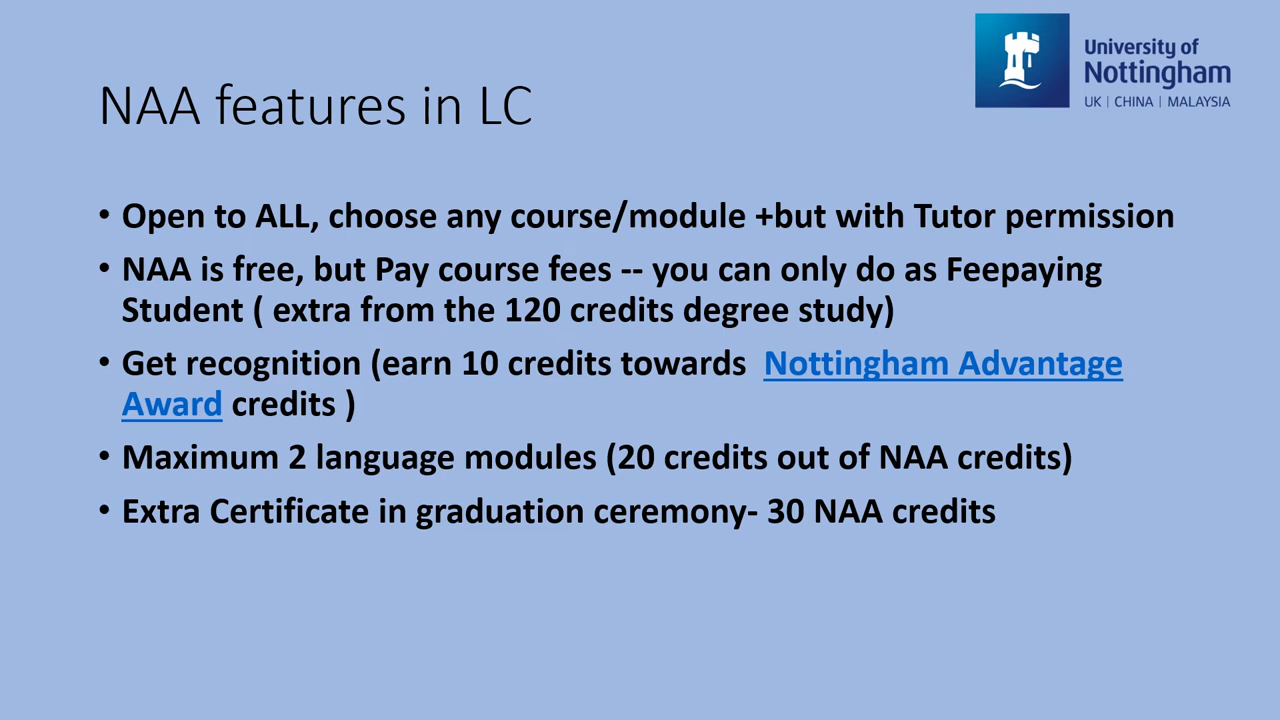 University of
Nottingham
UK | CHINA | MALAYSIA
NAA features in LC
• Open to ALL, choose any course/module +but with Tutor permission
• NAA is free, but Pay course fees -- you can only do as Feepaying
Student ( extra from the 120 credits degree study)
• Get recognition (earn 10 credits towards  Nottingham Advantage
Award credits )
• Maximum 2 language modules (20 credits out of NAA credits)
• Extra Certificate in graduation ceremony- 30 NAA credits